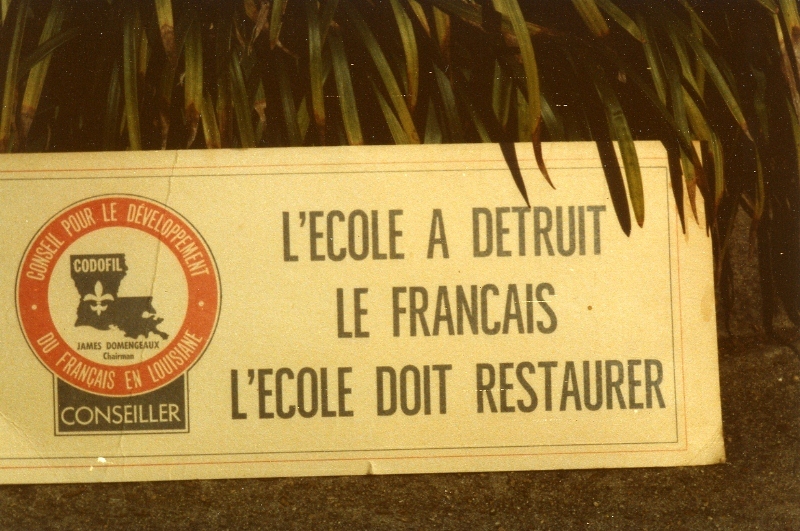 CONSEIL POUR LE DÉVELOPPEMENT
DU FRANÇAIS EN LOUISIANE
CODOFIL
JAMES DOMENGEAUX
Chairman
CONSEILLER
L'ECOLE A DETRUIT
LE FRANCAIS
L'ECOLE DOIT RESTAURER